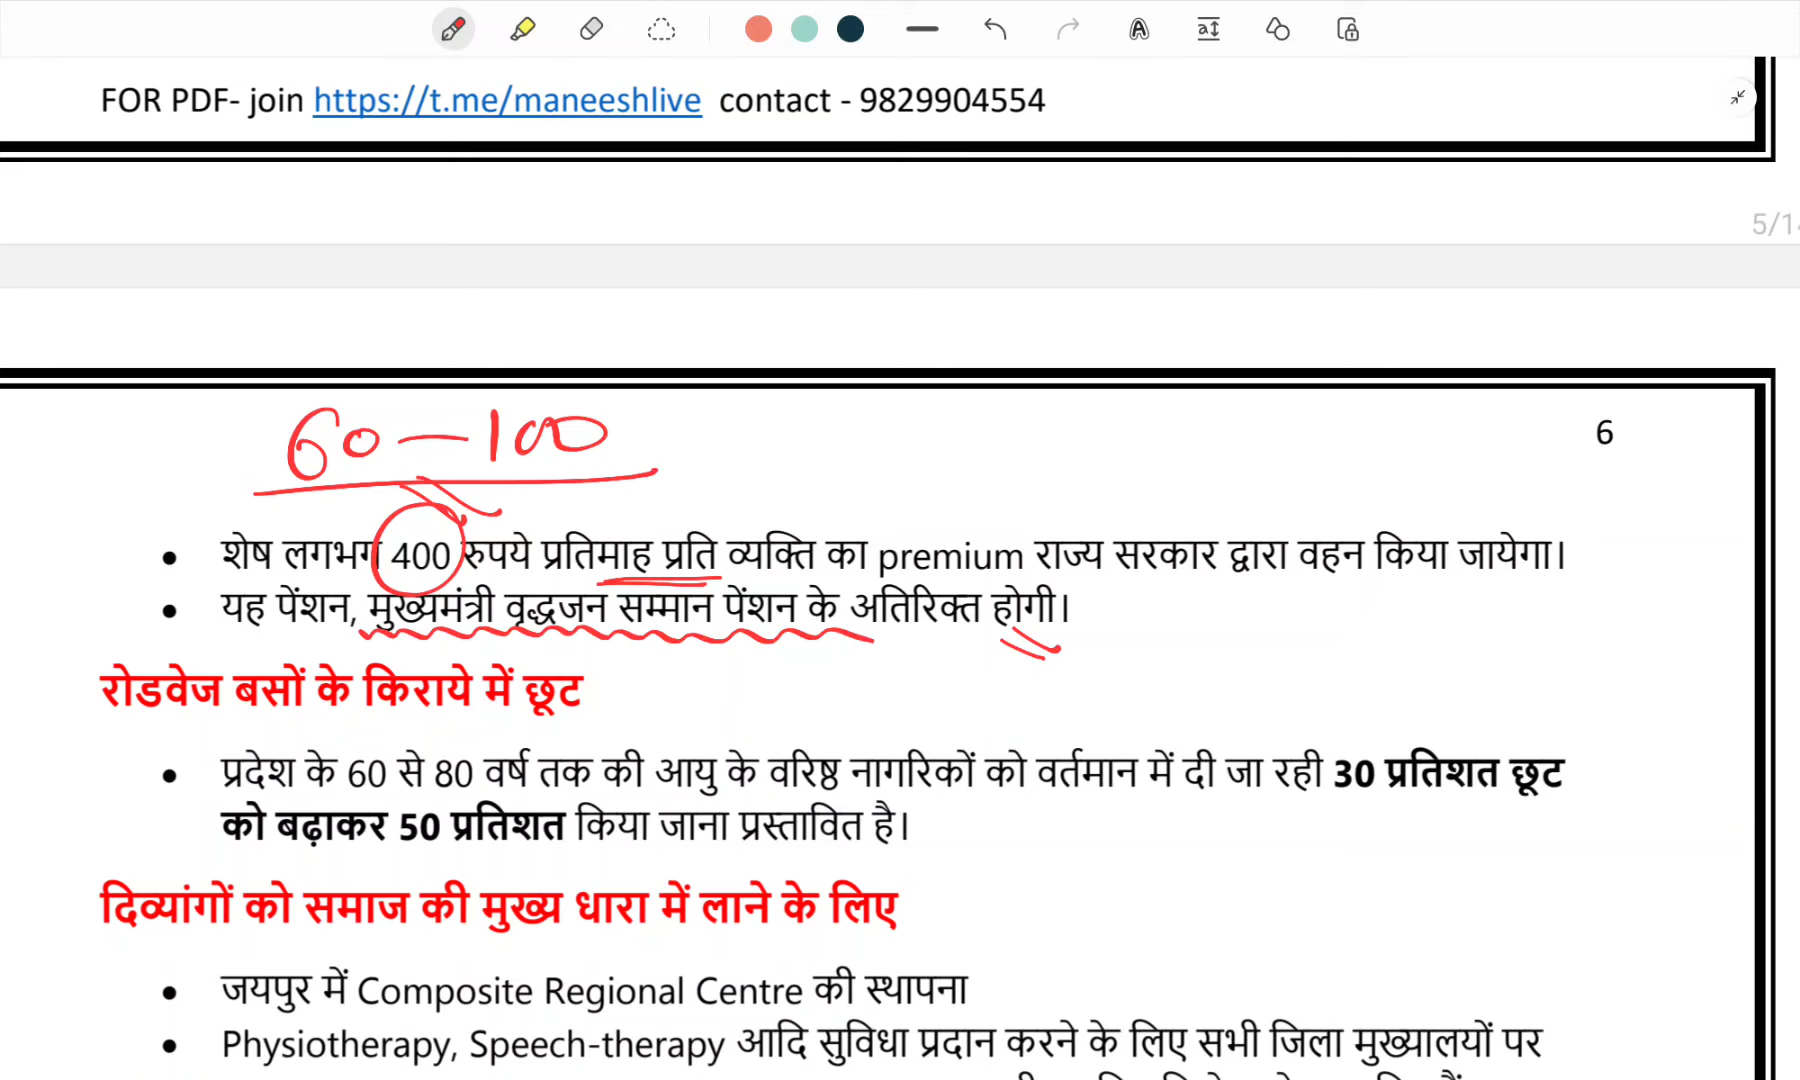 FOR PDF- join https://t.me/maneeshlive contact - 9829904554
5/14
6
60-100
शेष लगभग 400 रुपये प्रतिमाह प्रति व्यक्ति का premium राज्य सरकार द्वारा वहन किया जायेगा।
यह पेंशन, मुख्यमंत्री वृद्धजन सम्मान पेंशन के अतिरिक्त होगी।
रोडवेज बसों के किराये में छूट
प्रदेश के 60 से 80 वर्ष तक की आयु के वरिष्ठ नागरिकों को वर्तमान में दी जा रही 30 प्रतिशत छूट
को बढ़ाकर 50 प्रतिशत किया जाना प्रस्तावित है।
दिव्यांगों को समाज की मुख्य धारा में लाने के लिए
जयपुर में Composite Regional Centre की स्थापना
Physiotherapy, Speech-therapy आदि सुविधा प्रदान करने के लिए सभी जिला मुख्यालयों पर